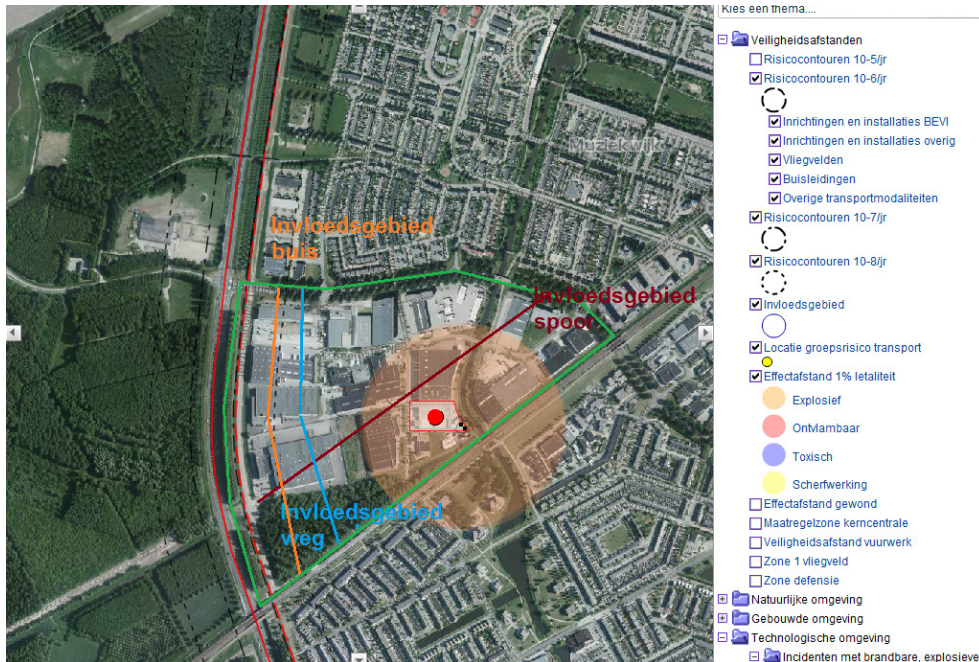 Kies een thema....
Veiligheidsafstanden
Risicocontouren 10-5/jr
Risicocontouren 10-6/jr
Inrichtingen en installaties BEVI
Inrichtingen en installaties overig
Vliegvelden
Buisleidingen
Overige transportmodaliteiten
Risicocontouren 10-7/jr
Risicocontouren 10-8/jr
Invloedsgebied
Locatie groepsrisico transport
Effectafstand 1% letaliteit
Explosief
Ontvlambaar
Toxisch
Scherfwerking
Effectafstand gewond
Maatregelzone kerncentrale
Veiligheidsafstand vuurwerk
Zone 1 vliegveld
Zone defensie
Natuurlijke omgeving
Gebouwde omgeving
Technologische omgeving
Incidenten met brandbare, explosieve
Muziekwijk
Invloedsgebied
buis
Invloedsgebied
spoor
Invloedsgebied
weg